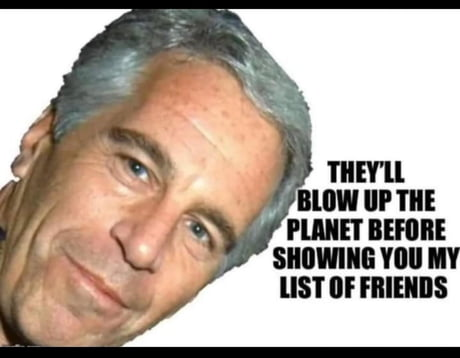 THEY'LL
BLOW UP THE
PLANET BEFORE
SHOWING YOU MY
LIST OF FRIENDS